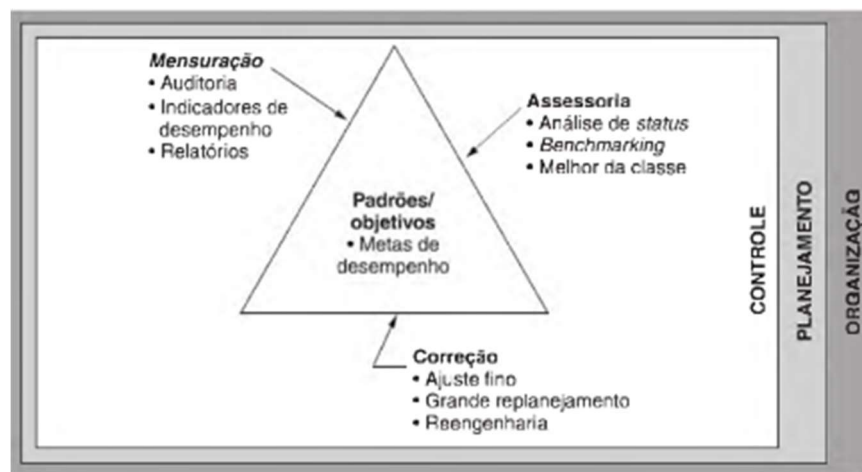 Mensuração
• Auditoria
• Indicadores de
desempenho
• Relatórios
Assessoria
• Análise de status
• Benchmarking
• Melhor da classe
Padrões/
objetivos
• Metas de
desempenho
Correção
• Ajuste fino
• Grande replanejamento
• Reengenharia
CONTROLE
PLANEJAMENTO
ORGANIZAÇÃO